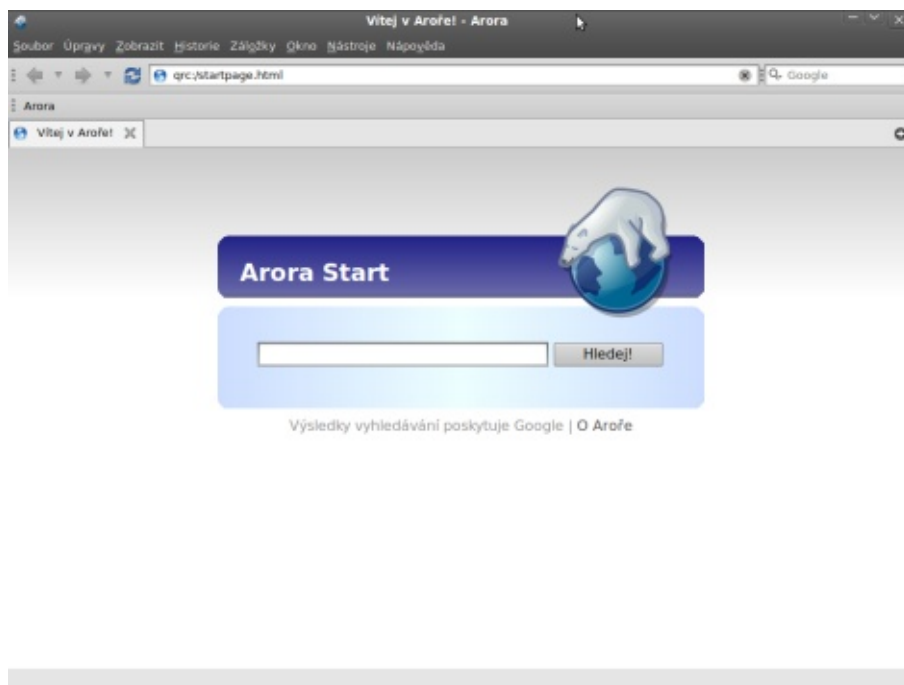 Vítej v Aroře! - Arora
Soubor Úpravy Zobrazit Historie Záložky Okno Nástroje Nápověda
qrc:/startpage.html Google
Arora
Vítej v Aroře!
Arora Start
Hledej!
Výsledky vyhledávání poskytuje Google | O Aroře